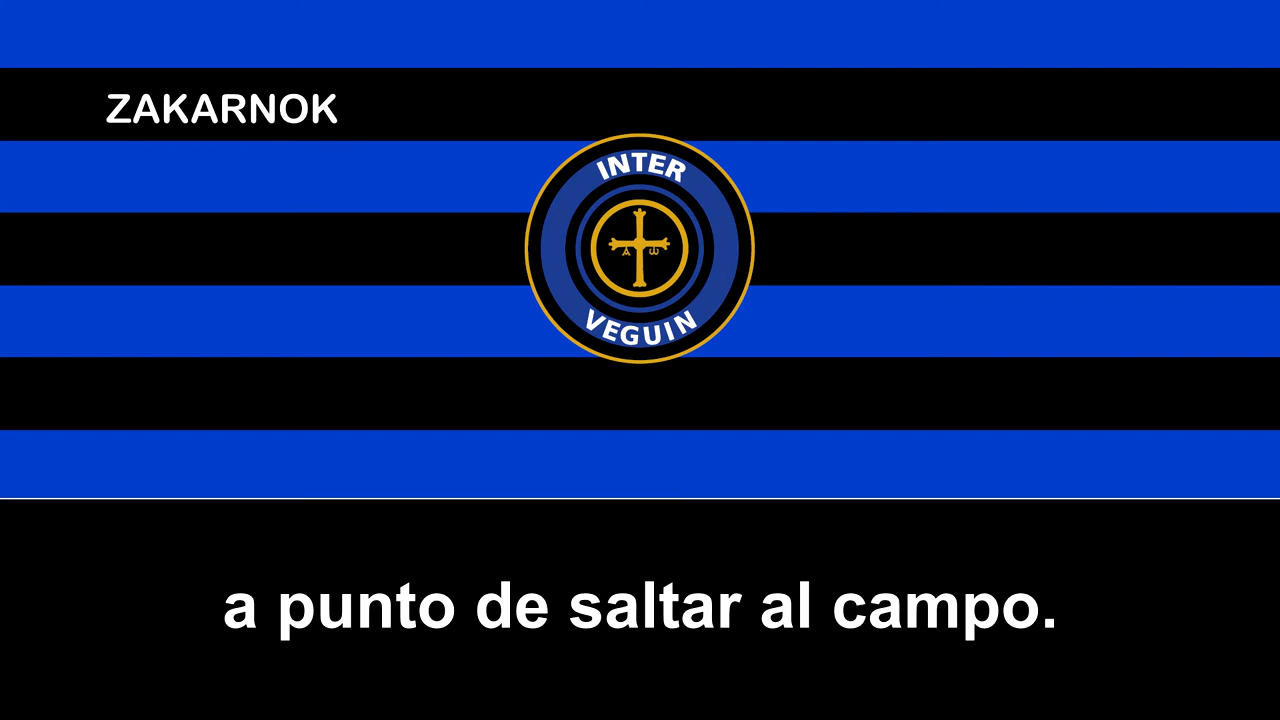 ZAKARNOK
INTER
A ω
VEGUIN
a punto de saltar al campo.